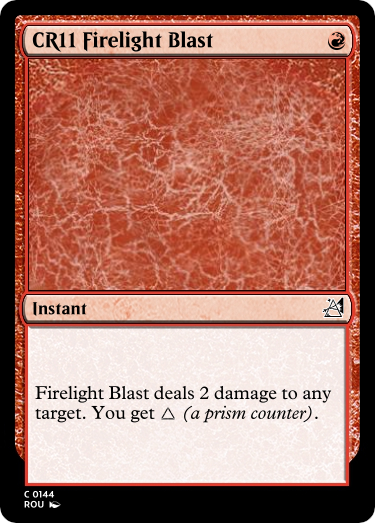 CR11 Firelight Blast
Instant
Firelight Blast deals 2 damage to any
target. You get △ (a prism counter).
C 0144
ROU